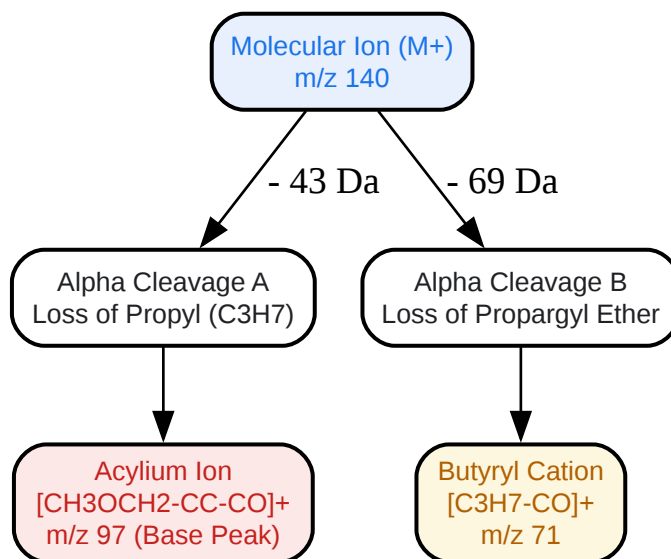 Molecular Ion (M+)
m/z 140
- 43 Da
- 69 Da
Alpha Cleavage A
Loss of Propyl (C3H7)
Alpha Cleavage B
Loss of Propargyl Ether
Acylium Ion
[CH3OCH2-CC-CO]+
m/z 97 (Base Peak)
Butyryl Cation
[C3H7-CO]+
m/z 71